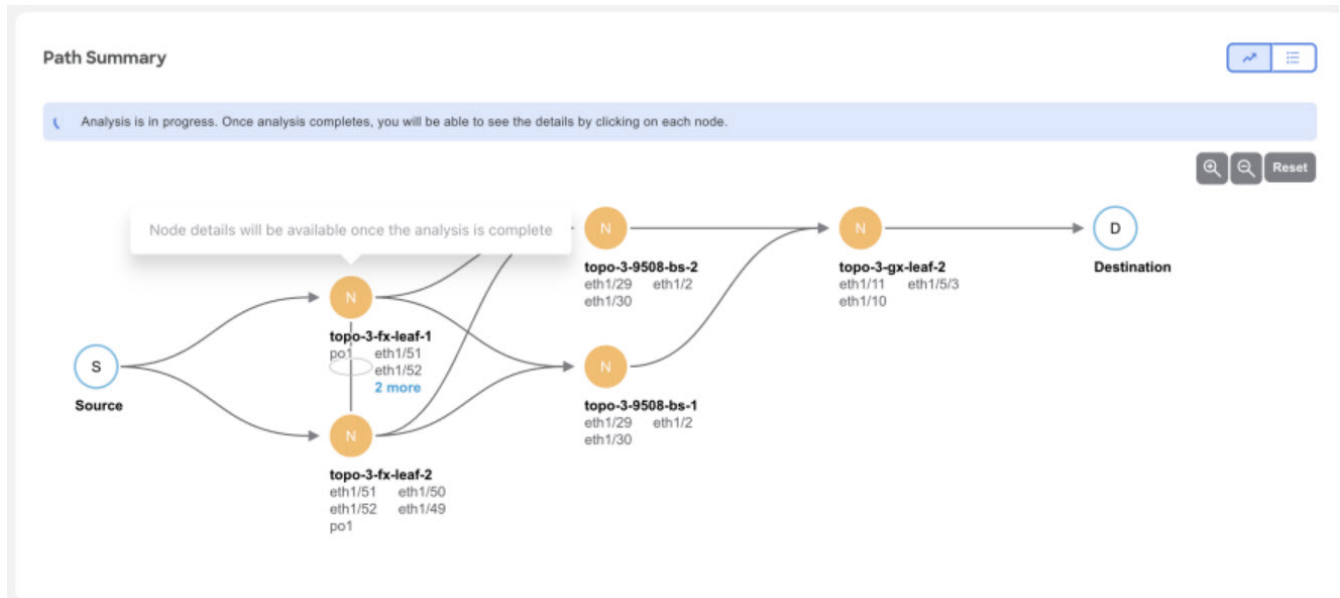 Path Summary
Analysis is in progress. Once analysis completes, you will be able to see the details by clicking on each node.
Reset
Node details will be available once the analysis is complete
N
topo-3-9508-bs-2
eth1/29 eth1/2
eth1/30
N
topo-3-gx-leaf-2
eth1/11 eth1/5/3
eth1/10
D
Destination
N
topo-3-fx-leaf-1
po1 eth1/51
eth1/52
2 more
S
Source
N
topo-3-9508-bs-1
eth1/29 eth1/2
eth1/30
N
topo-3-fx-leaf-2
eth1/51 eth1/50
eth1/52 eth1/49
po1